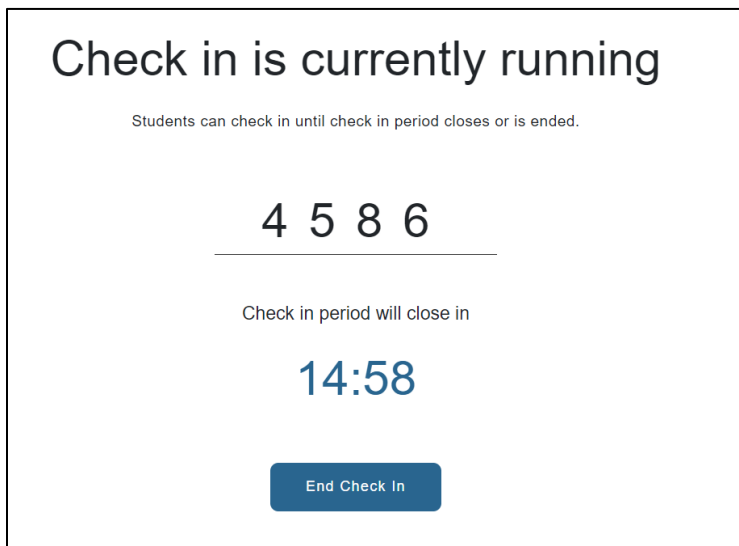 Check in is currently running
Students can check in until check in period closes or is ended.
4 5 8 6
Check in period will close in
14:58
End Check In